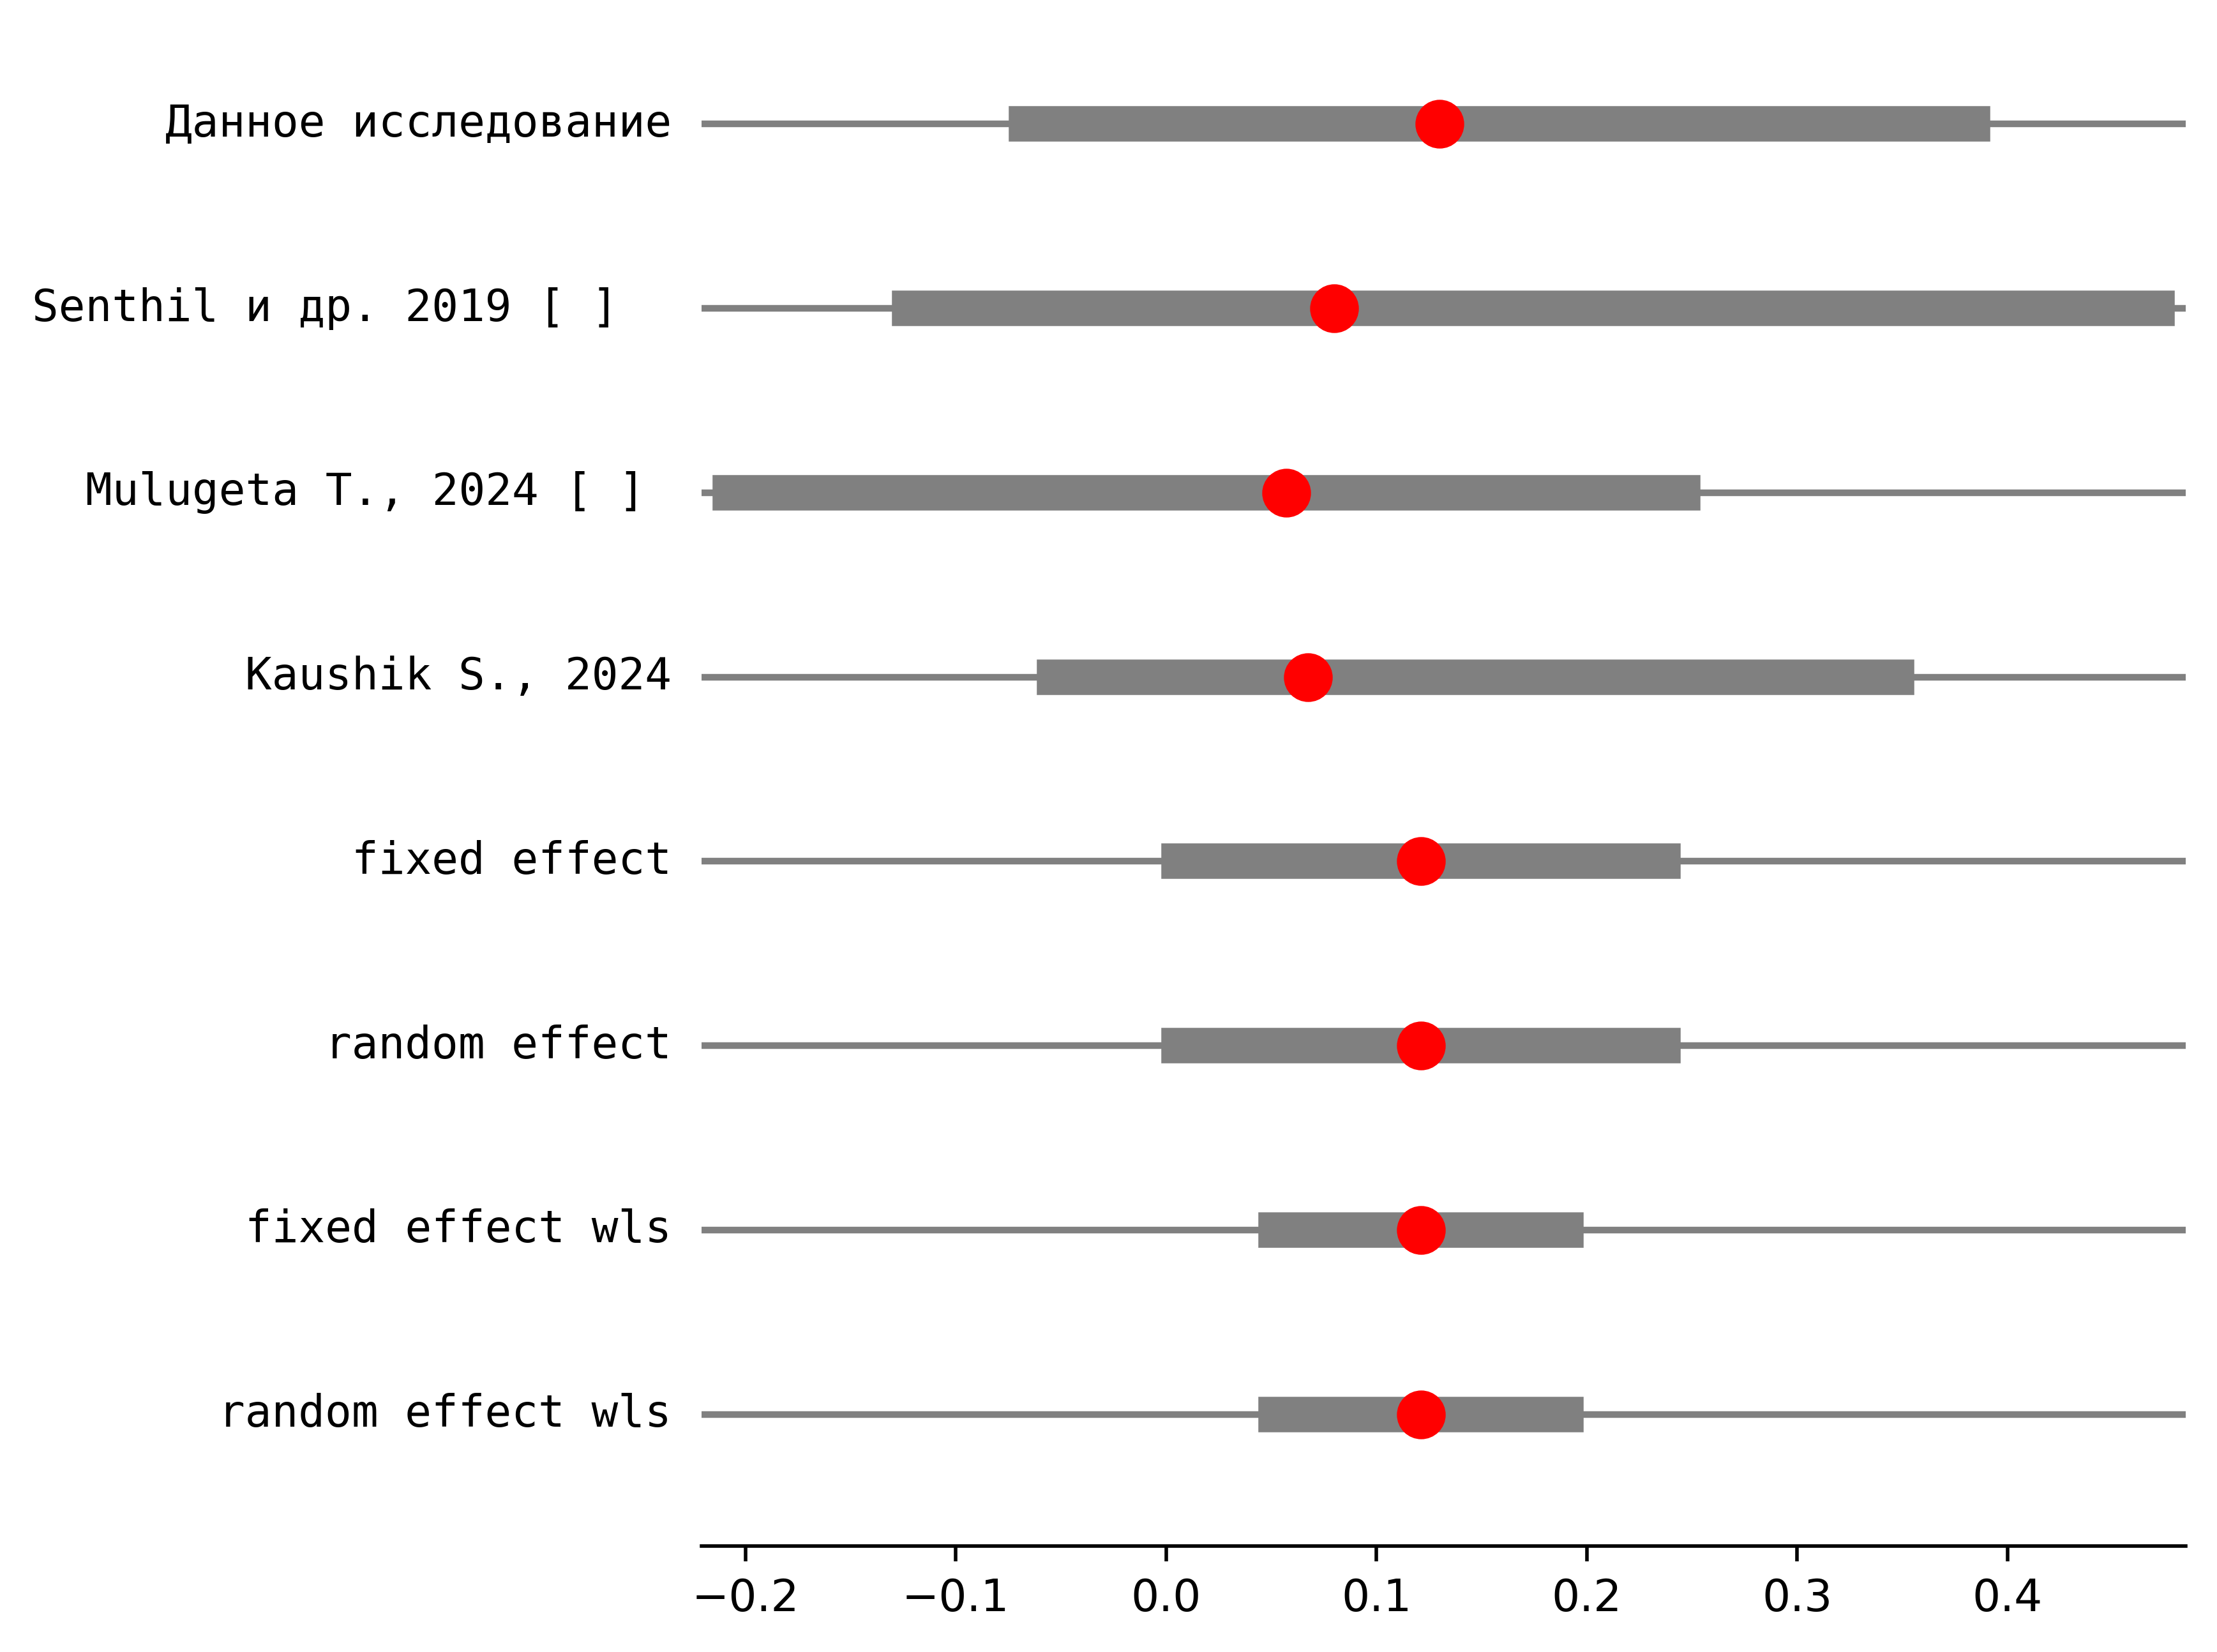 Данное исследование
Senthil и др. 2019 [ ]
Mulugeta T., 2024 [ ]
Kaushik S., 2024
fixed effect
random effect
fixed effect wls
random effect wls
−0.2 −0.1 0.0 0.1 0.2 0.3 0.4